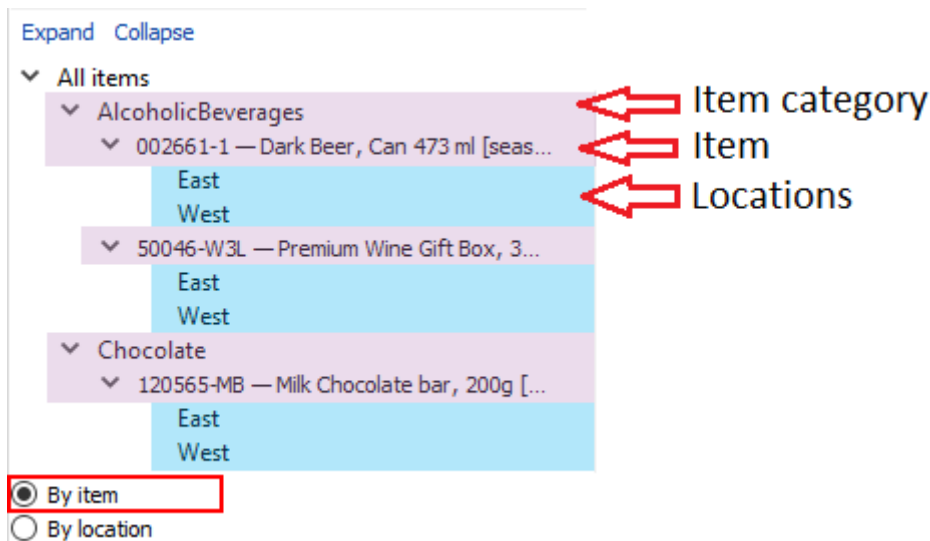 Expand Collapse
All items
AlcoholicBeverages
Item category
002661-1 — Dark Beer, Can 473 ml [seas...
Item
East
Locations
West
50046-W3L — Premium Wine Gift Box, 3...
East
West
Chocolate
120565-MB — Milk Chocolate bar, 200g [...
East
West
By item
By location